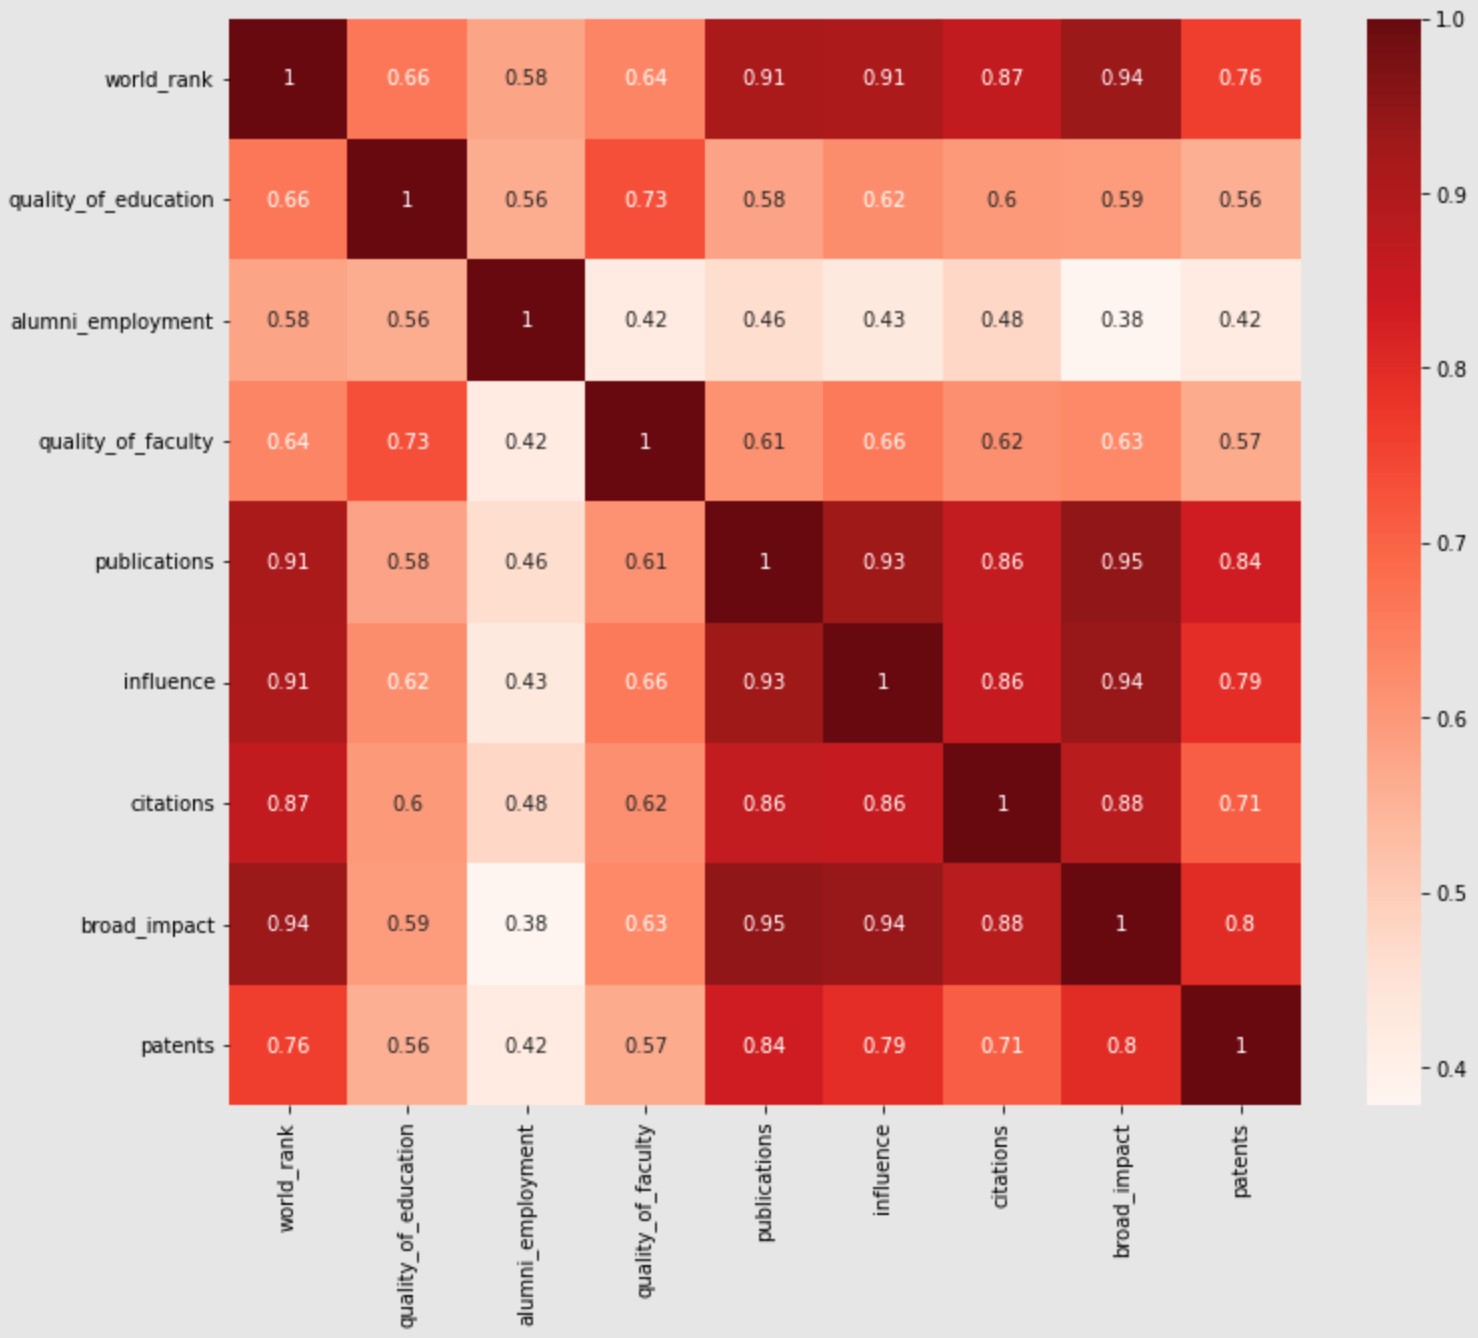 world_rank 1 0.66 0.58 0.64 0.91 0.91 0.87 0.94 0.76
quality_of_education 0.66 1 0.56 0.73 0.58 0.62 0.6 0.59 0.56
alumni_employment 0.58 0.56 1 0.42 0.46 0.43 0.48 0.38 0.42
quality_of_faculty 0.64 0.73 0.42 1 0.61 0.66 0.62 0.63 0.57
publications 0.91 0.58 0.46 0.61 1 0.93 0.86 0.95 0.84
influence 0.91 0.62 0.43 0.66 0.93 1 0.86 0.94 0.79
citations 0.87 0.6 0.48 0.62 0.86 0.86 1 0.88 0.71
broad_impact 0.94 0.59 0.38 0.63 0.95 0.94 0.88 1 0.8
patents 0.76 0.56 0.42 0.57 0.84 0.79 0.71 0.8 1
world_rank
quality_of_education
alumni_employment
quality_of_faculty
publications
influence
citations
broad_impact
patents
1.0
0.9
0.8
0.7
0.6
0.5
0.4